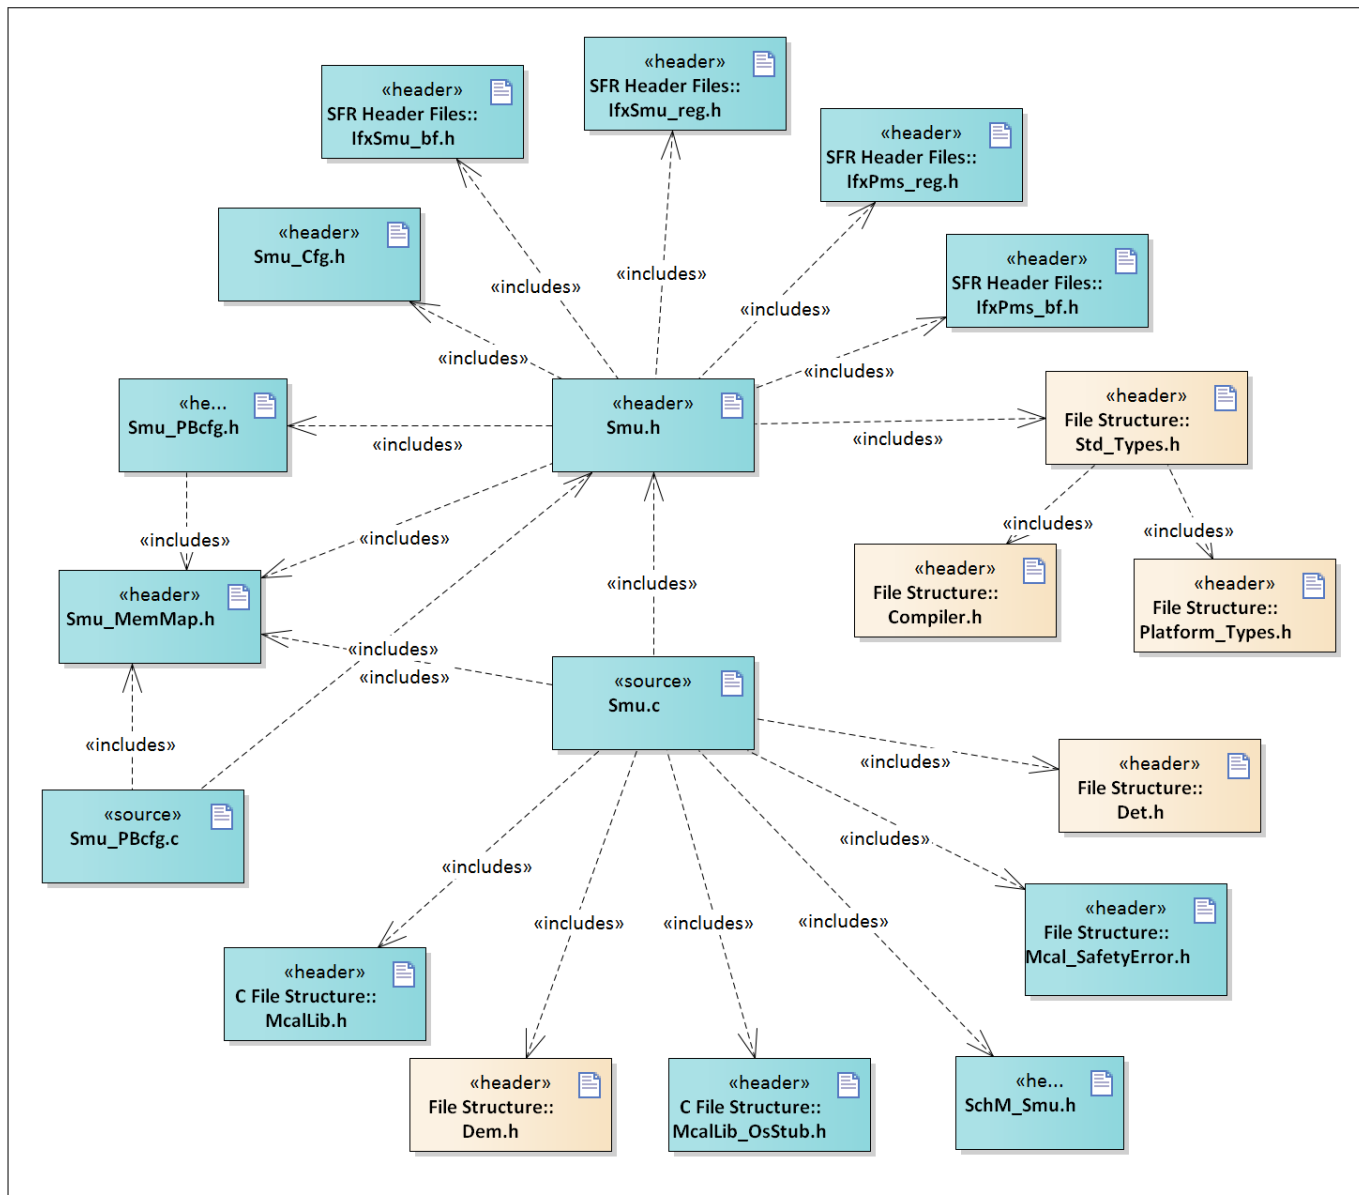 «header»
SFR Header Files::
IfxSmu_reg.h
«header»
SFR Header Files::
IfxSmu_bf.h
«header»
SFR Header Files::
IfxPms_reg.h
«header»
Smu_Cfg.h
«header»
SFR Header Files::
IfxPms_bf.h
«includes»
«includes»
«includes»
«includes»
«includes»
«he...
Smu_PBcfg.h
«header»
Smu.h
«header»
File Structure::
Std_Types.h
«includes»
«includes»
«includes»
«includes»
«includes»
«includes»
«header»
File Structure::
Compiler.h
«header»
File Structure::
Platform_Types.h
«header»
Smu_MemMap.h
«includes»
«includes»
«includes»
«source»
Smu.c
«includes»
«includes»
«header»
File Structure::
Det.h
«source»
Smu_PBcfg.c
«includes»
«includes»
«includes»
«includes»
«includes»
«header»
File Structure::
Mcal_SafetyError.h
«header»
C File Structure::
McalLib.h
«header»
File Structure::
Dem.h
«header»
C File Structure::
McalLib_OsStub.h
«he...
SchM_Smu.h